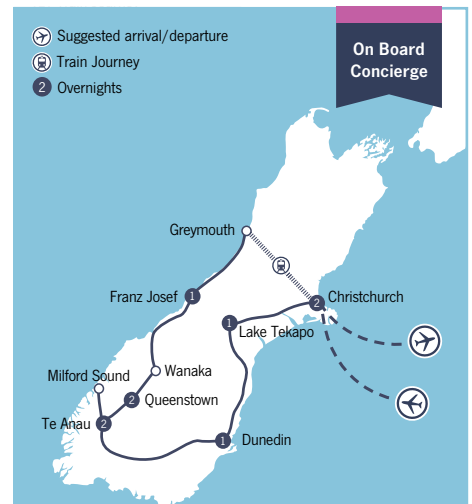 Suggested arrival/departure
Train Journey
2 Overnights
On Board
Concierge
Greymouth
Franz Josef
1
2
Christchurch
1
Lake Tekapo
Milford Sound
Wanaka
2
Queenstown
Te Anau
2
1
Dunedin